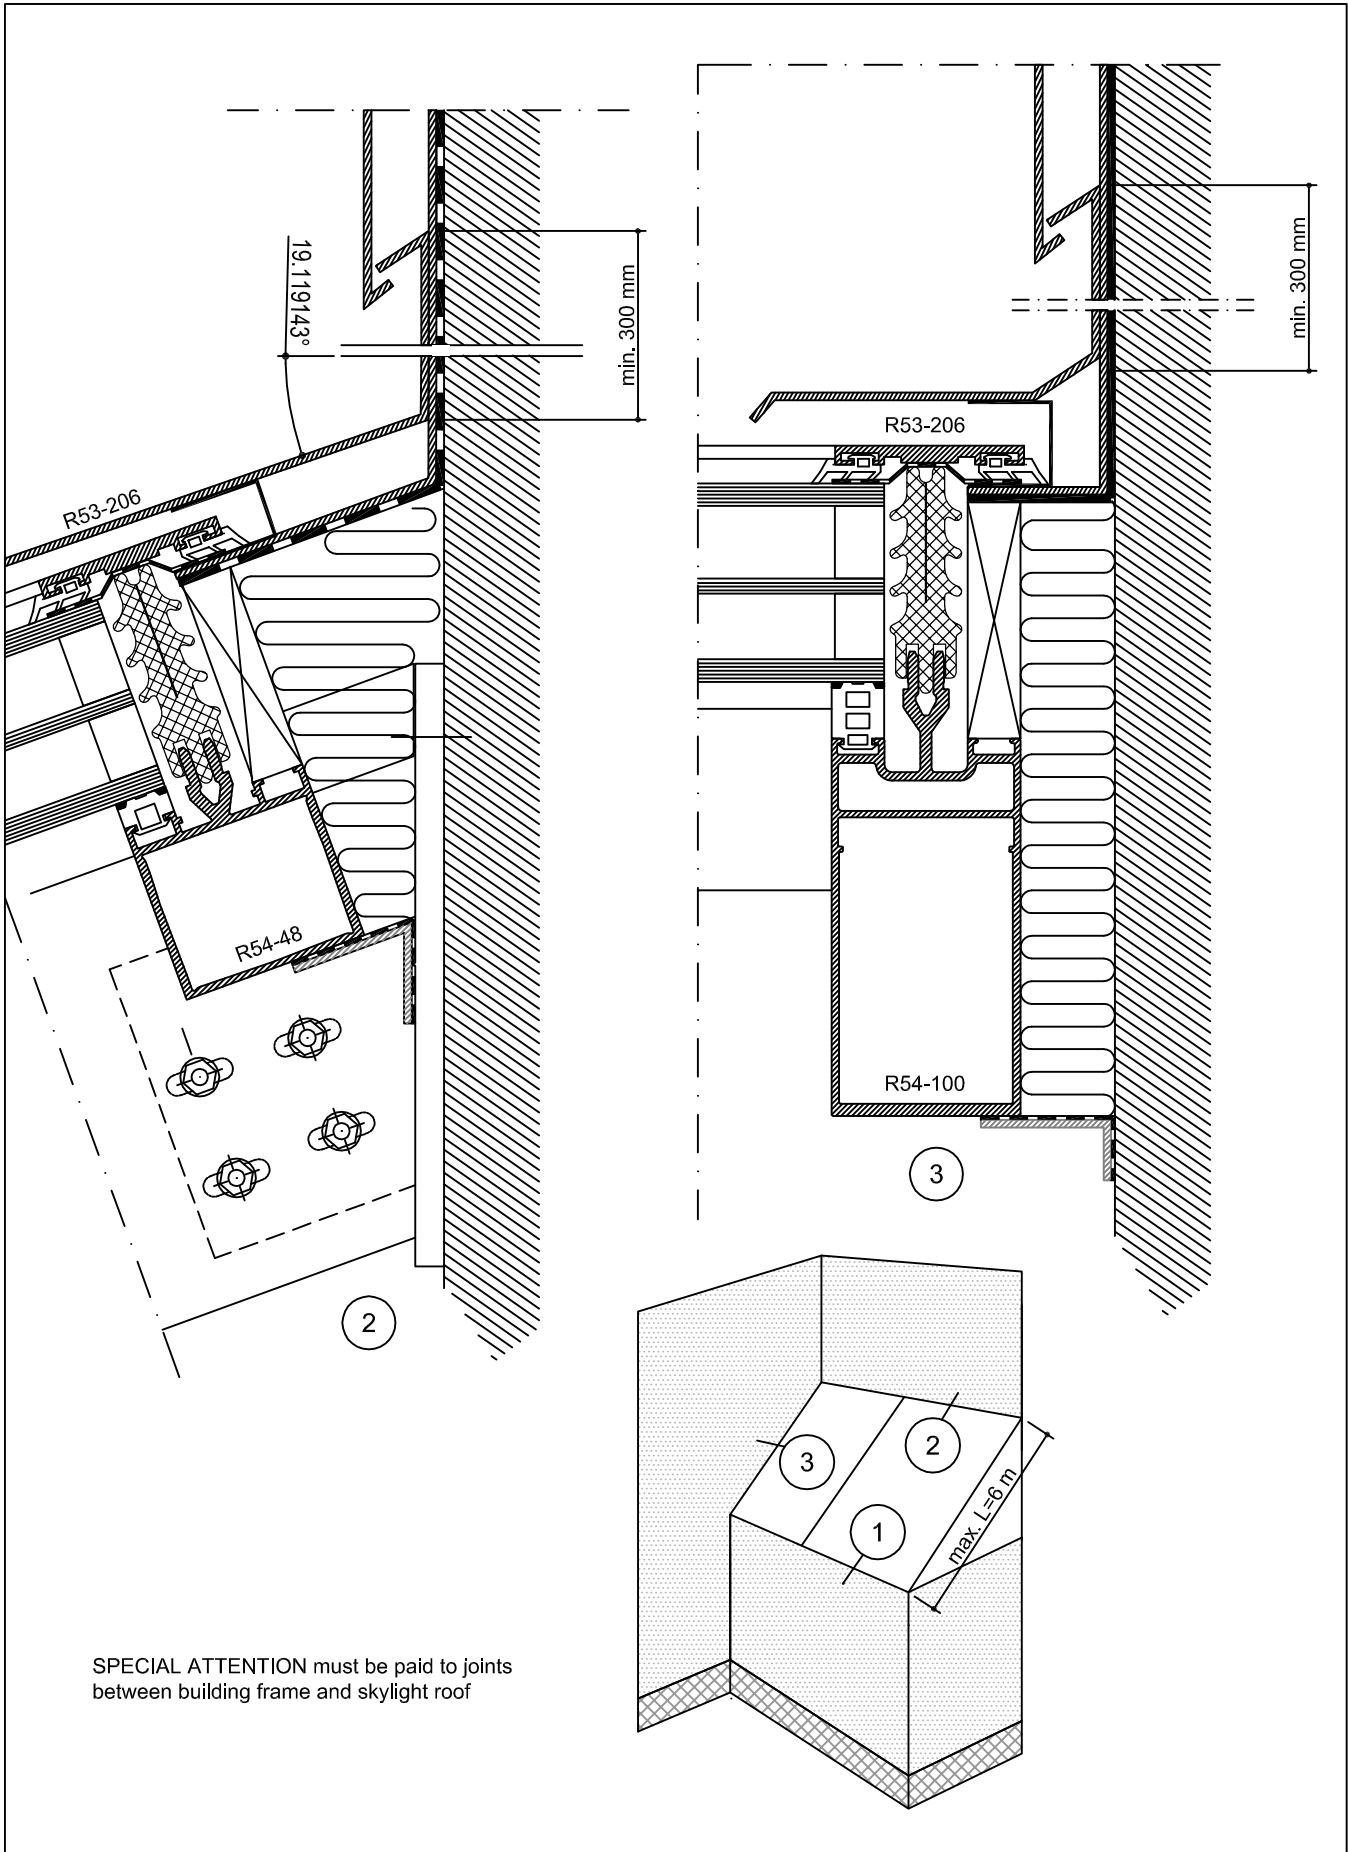 19.119143°
min. 300 mm
R53-206
R54-48
2
min. 300 mm
R53-206
R54-100
3
3
2
1
max. L=6 m
SPECIAL ATTENTION must be paid to joints
between building frame and skylight roof